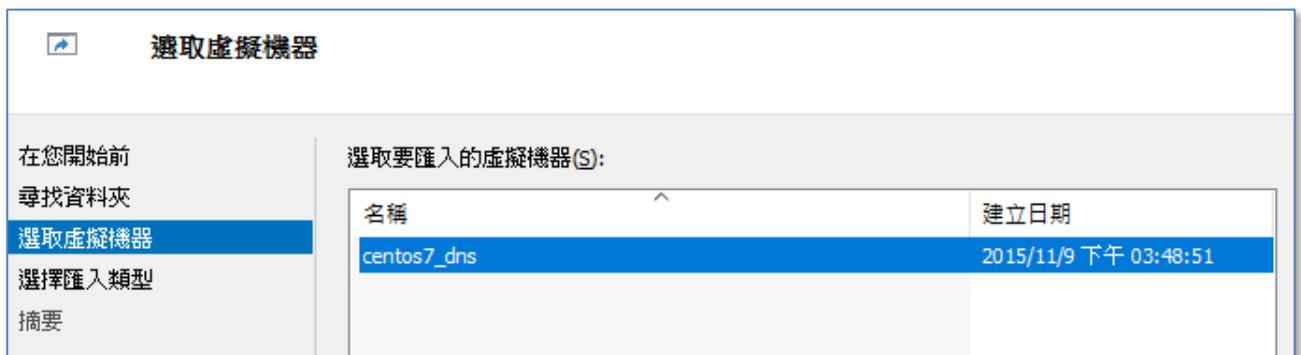 選取虛擬機器
在您開始前
尋找資料夾
選取虛擬機器
選擇匯入類型
摘要
選取要匯入的虛擬機器(S):
名稱 建立日期
centos7_dns 2015/11/9 下午 03:48:51